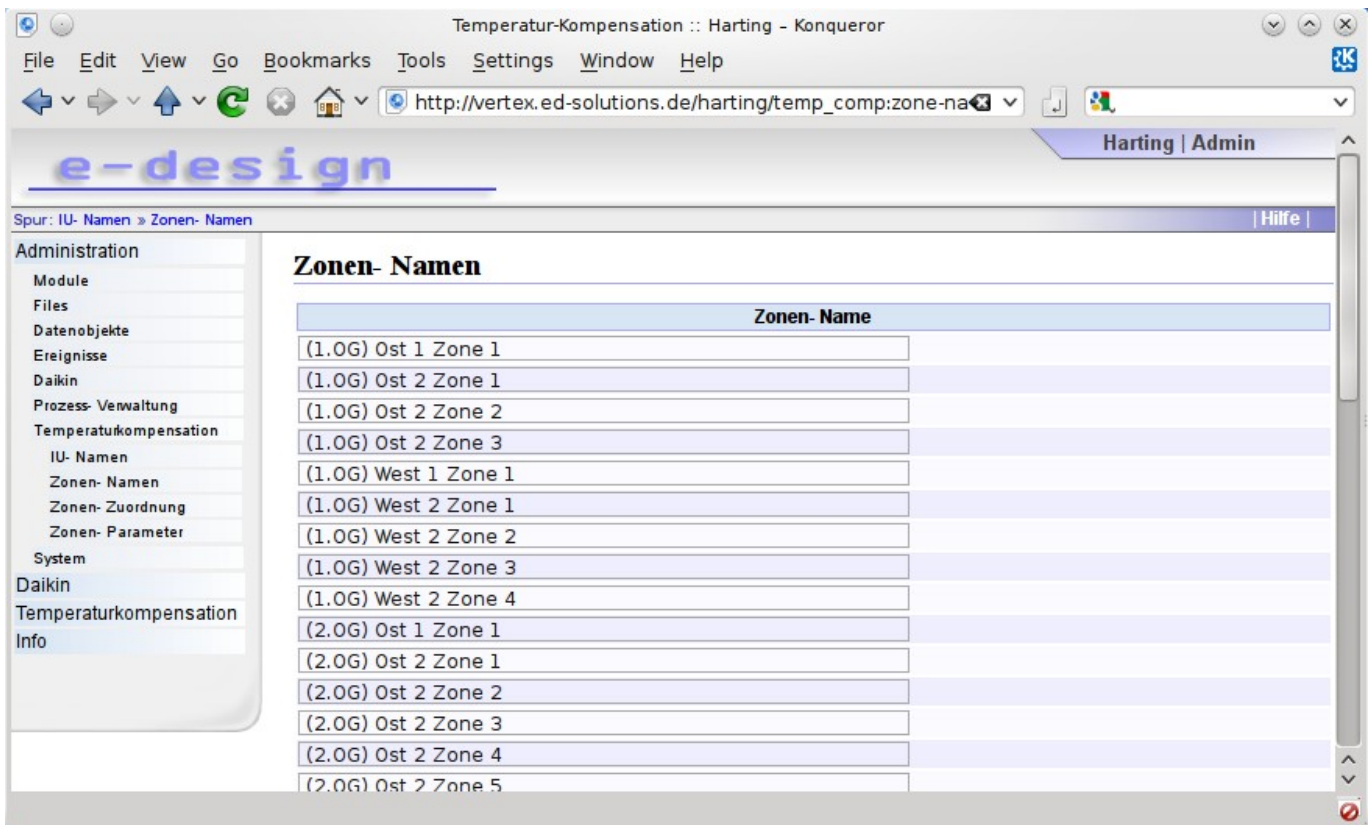 Temperatur-Kompensation :: Harting – Konqueror
File Edit View Go Bookmarks Tools Settings Window Help
http://vertex.ed-solutions.de/harting/temp_comp:zone-na
Harting | Admin
e-design
Spur: IU- Namen » Zonen- Namen
| Hilfe |
Administration
Module
Files
Datenobjekte
Ereignisse
Daikin
Prozess- Verwaltung
Temperaturkompensation
IU- Namen
Zonen- Namen
Zonen- Zuordnung
Zonen- Parameter
System
Daikin
Temperaturkompensation
Info
Zonen- Namen
Zonen- Name
(1.OG) Ost 1 Zone 1
(1.OG) Ost 2 Zone 1
(1.OG) Ost 2 Zone 2
(1.OG) Ost 2 Zone 3
(1.OG) West 1 Zone 1
(1.OG) West 2 Zone 1
(1.OG) West 2 Zone 2
(1.OG) West 2 Zone 3
(1.OG) West 2 Zone 4
(2.OG) Ost 1 Zone 1
(2.OG) Ost 2 Zone 1
(2.OG) Ost 2 Zone 2
(2.OG) Ost 2 Zone 3
(2.OG) Ost 2 Zone 4
(2.OG) Ost 2 Zone 5